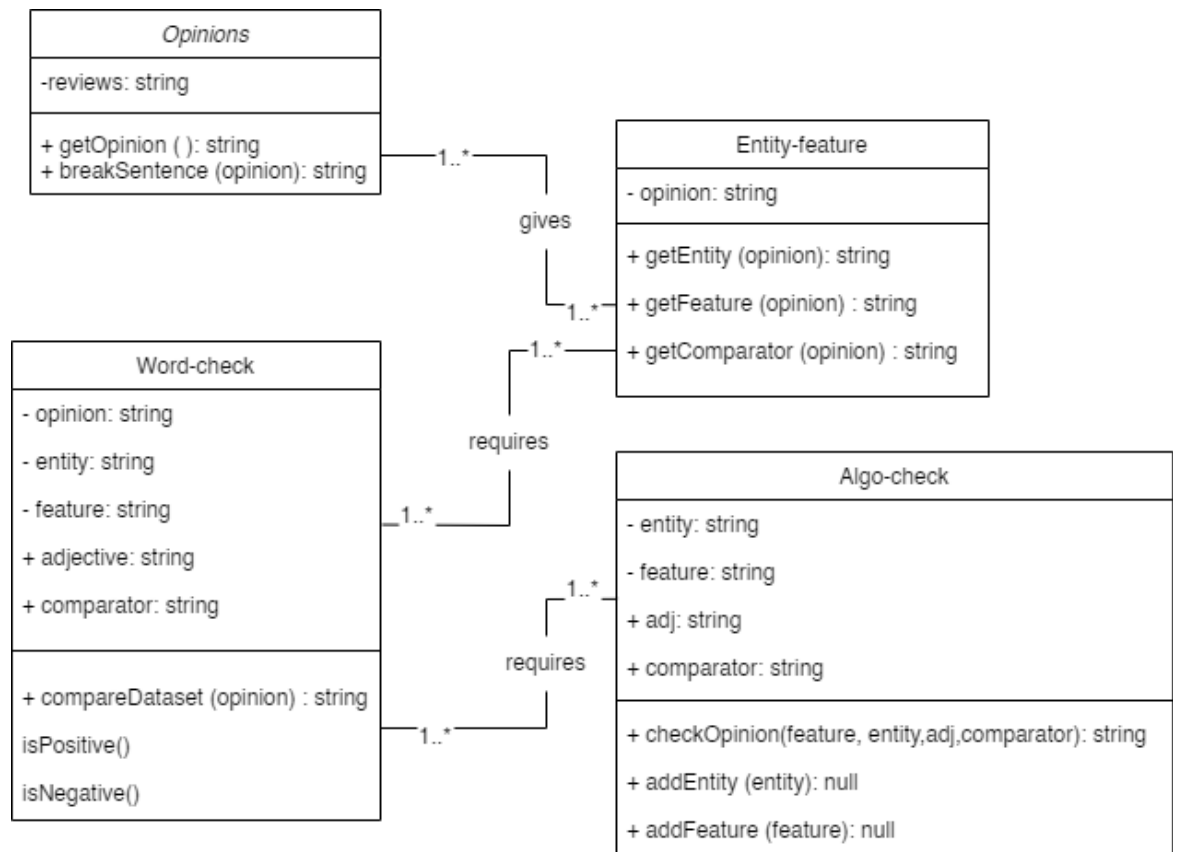 Opinions
-reviews: string
+ getOpinion ( ): string
+ breakSentence (opinion): string
1..*
gives
1..*
Entity-feature
- opinion: string
+ getEntity (opinion): string
+ getFeature (opinion) : string
+ getComparator (opinion) : string
1..*
requires
1..*
Word-check
- opinion: string
- entity: string
- feature: string
+ adjective: string
+ comparator: string
+ compareDataset (opinion) : string
isPositive()
isNegative()
1..*
requires
1..*
Algo-check
- entity: string
- feature: string
+ adj: string
+ comparator: string
+ checkOpinion(feature, entity,adj,comparator): string
+ addEntity (entity): null
+ addFeature (feature): null